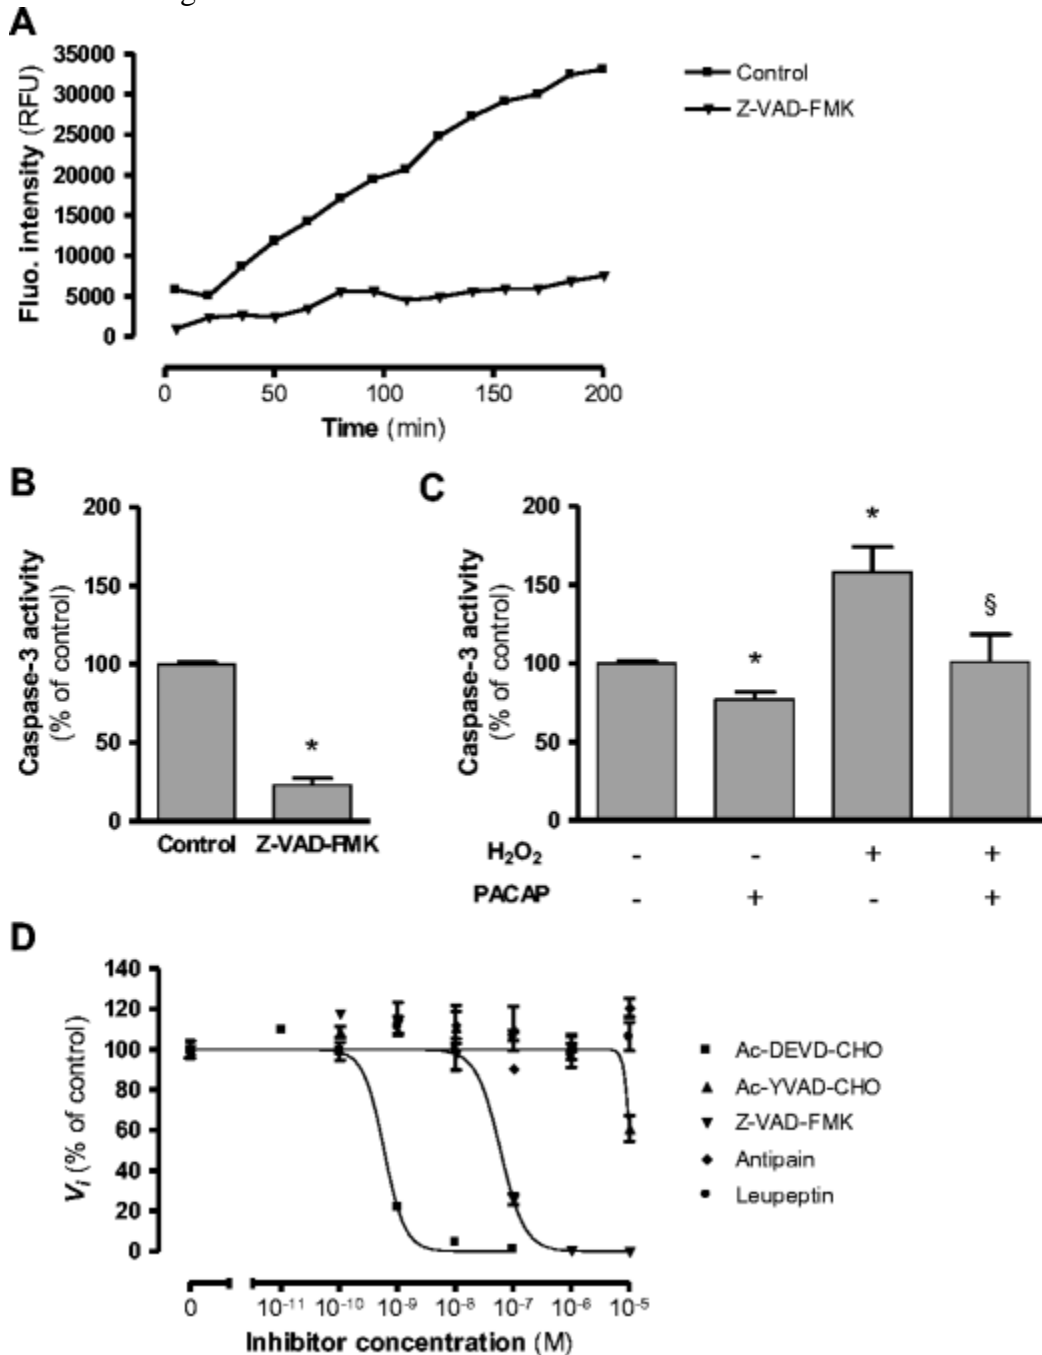 A
35000
30000
25000
20000
15000
10000
5000
0
Fluo. intensity (RFU)
Control
Z-VAD-FMK
0 50 100 150 200
Time (min)
B
200
150
100
50
0
Caspase-3 activity
(% of control)
Control Z-VAD-FMK
*
C
200
150
100
50
0
Caspase-3 activity
(% of control)
* * §
H₂O₂ - - + +
PACAP - + - +
D
140
120
100
80
60
40
20
0
Vᵢ (% of control)
Ac-DEVD-CHO
Ac-YVAD-CHO
Z-VAD-FMK
Antipain
Leupeptin
0 10⁻¹¹ 10⁻¹⁰ 10⁻⁹ 10⁻⁸ 10⁻⁷ 10⁻⁶ 10⁻⁵
Inhibitor concentration (M)